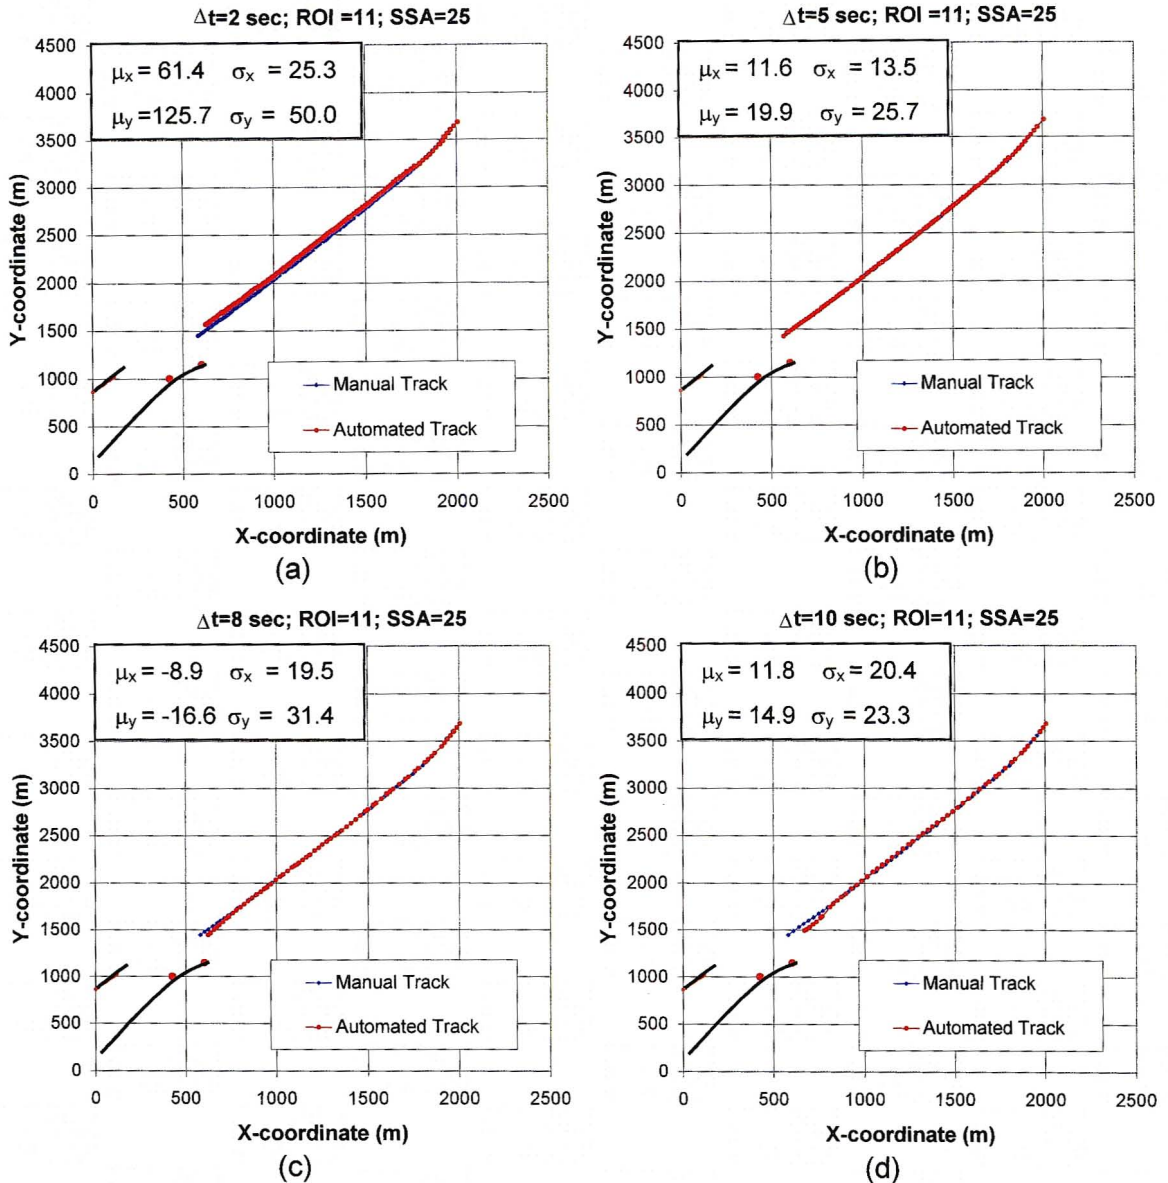 Δt=2 sec; ROI =11; SSA=25
4500
4000
3500
3000
2500
2000
1500
1000
500
0
Y-coordinate (m)
μx = 61.4 σx = 25.3
μy =125.7 σy = 50.0
Manual Track
Automated Track
0 500 1000 1500 2000 2500
X-coordinate (m)
(a)
Δt=5 sec; ROI =11; SSA=25
4500
4000
3500
3000
2500
2000
1500
1000
500
0
Y-coordinate (m)
μx = 11.6 σx = 13.5
μy = 19.9 σy = 25.7
Manual Track
Automated Track
0 500 1000 1500 2000 2500
X-coordinate (m)
(b)
Δt=8 sec; ROI=11; SSA=25
4500
4000
3500
3000
2500
2000
1500
1000
500
0
Y-coordinate (m)
μx = -8.9 σx = 19.5
μy = -16.6 σy = 31.4
Manual Track
Automated Track
0 500 1000 1500 2000 2500
X-coordinate (m)
(c)
Δt=10 sec; ROI=11; SSA=25
4500
4000
3500
3000
2500
2000
1500
1000
500
0
Y-coordinate (m)
μx = 11.8 σx = 20.4
μy = 14.9 σy = 23.3
Manual Track
Automated Track
0 500 1000 1500 2000 2500
X-coordinate (m)
(d)